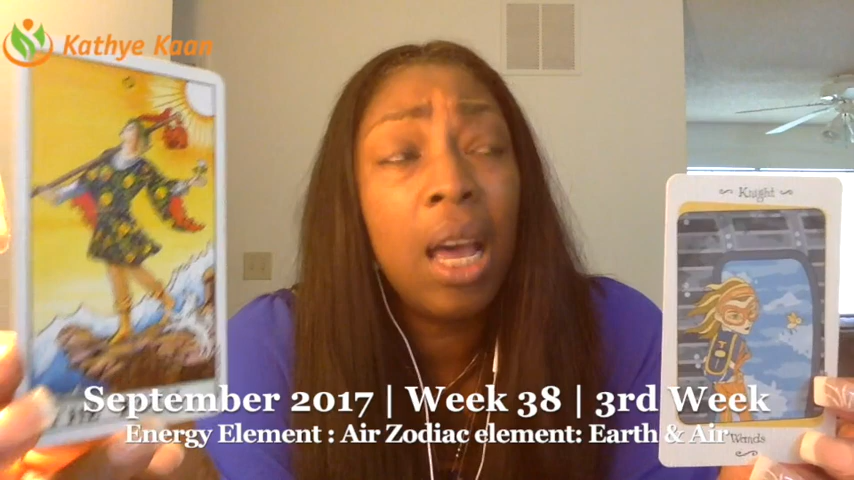 Kathye Kaan
Knight
September 2017 | Week 38 | 3rd Week
Energy Element : Air Zodiac element: Earth & Air
Wands